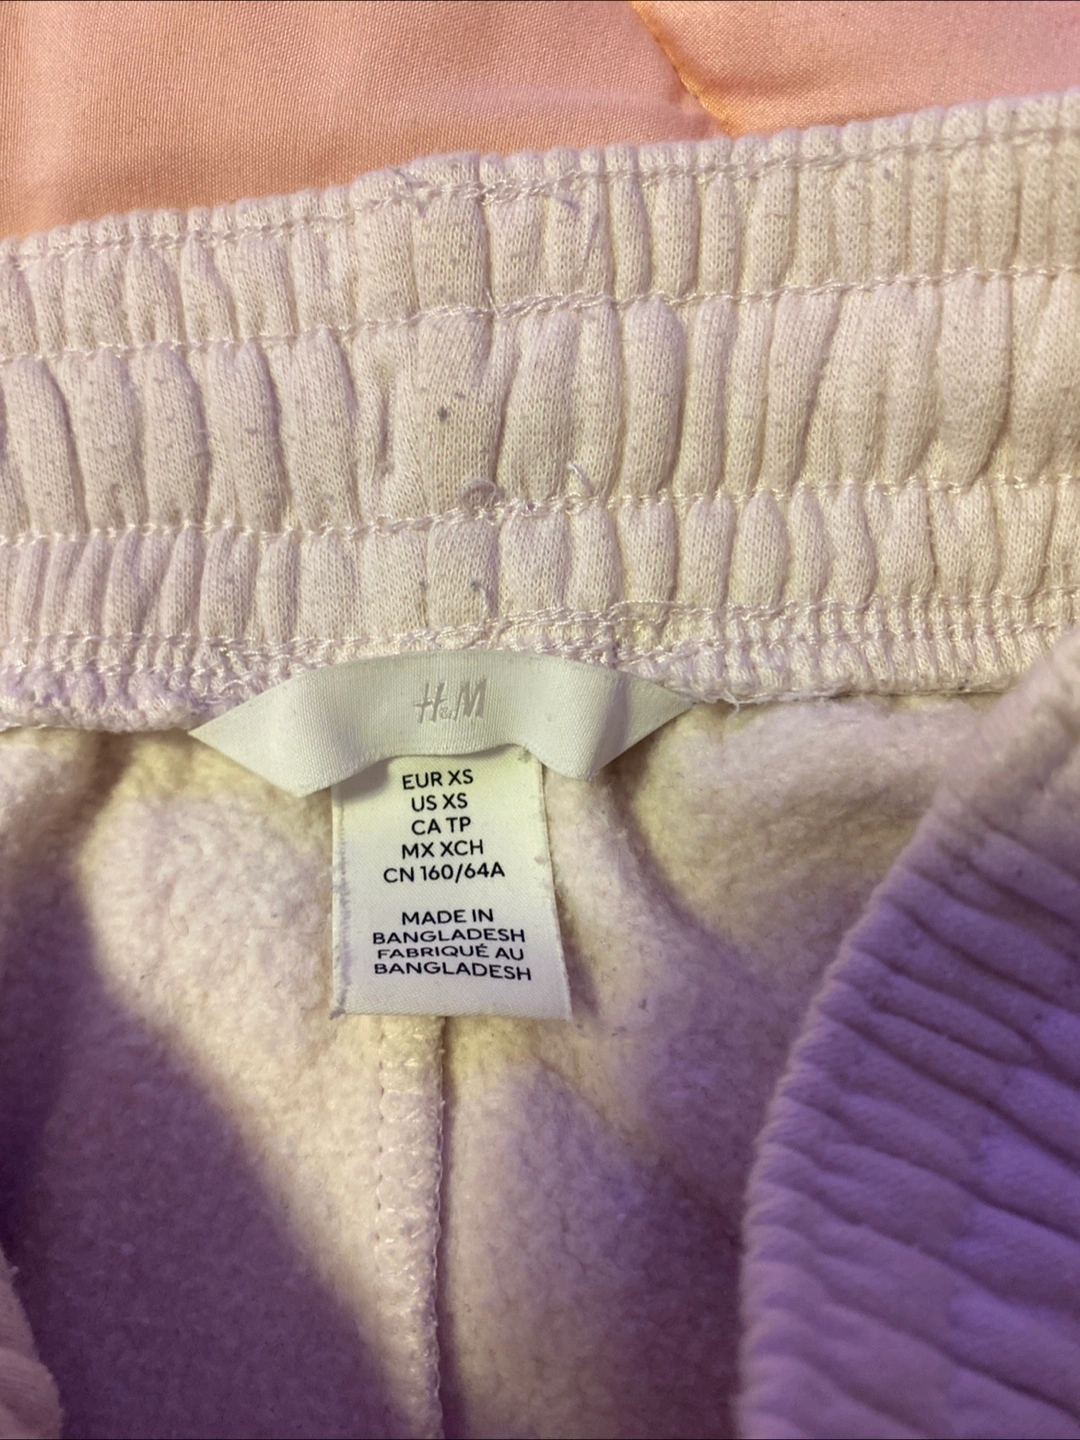 H&M
EUR XS
US XS
CA TP
MX XCH
CN 160/64A
MADE IN
BANGLADESH
FABRIQUÉ AU
BANGLADESH